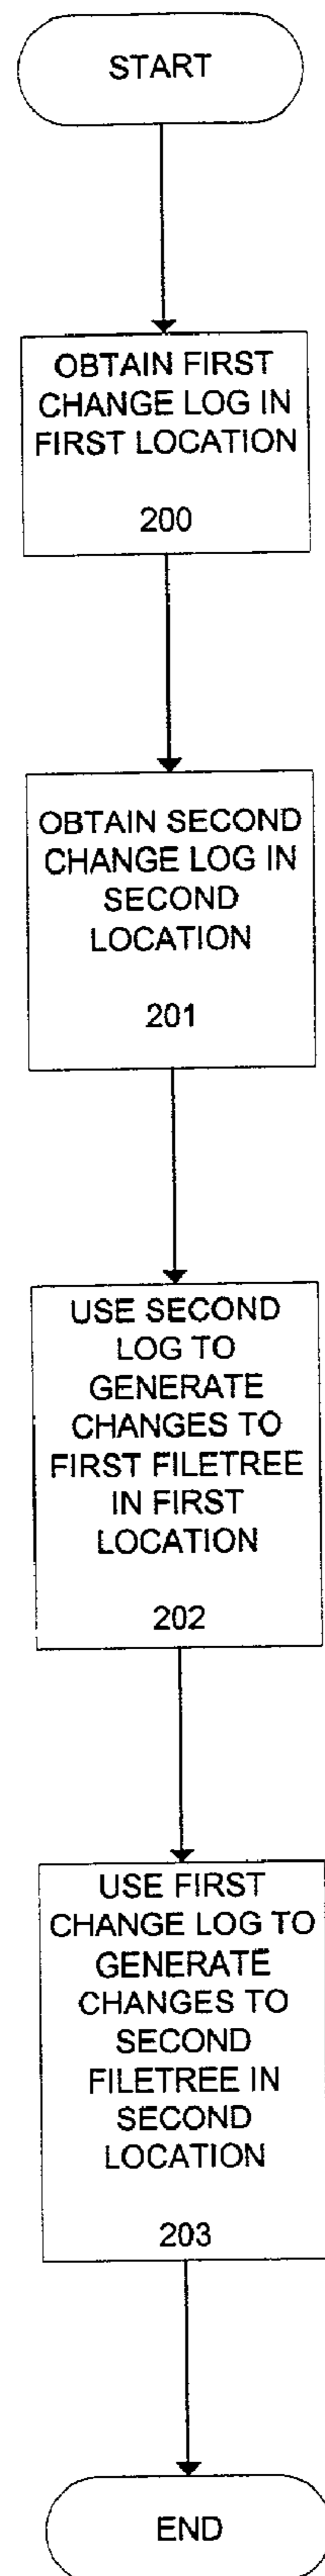 START
OBTAIN FIRST
CHANGE LOG IN
FIRST LOCATION
200
OBTAIN SECOND
CHANGE LOG IN
SECOND
LOCATION
201
USE SECOND
LOG TO
GENERATE
CHANGES TO
FIRST FILETREE
IN FIRST
LOCATION
202
USE FIRST
CHANGE LOG TO
GENERATE
CHANGES TO
SECOND
FILETREE IN
SECOND
LOCATION
203
END